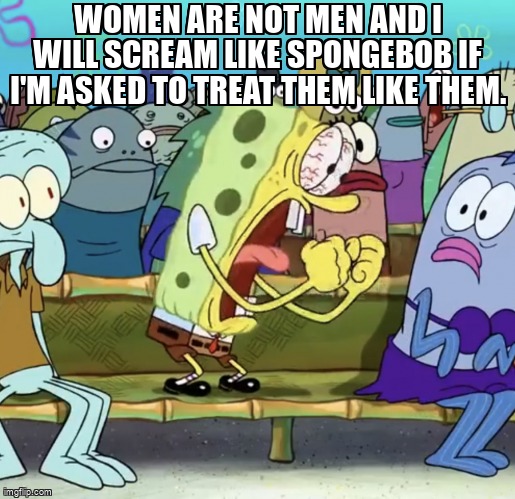 WOMEN ARE NOT MEN AND I
WILL SCREAM LIKE SPONGEBOB IF
I'M ASKED TO TREAT THEM LIKE THEM.
imgflip.com